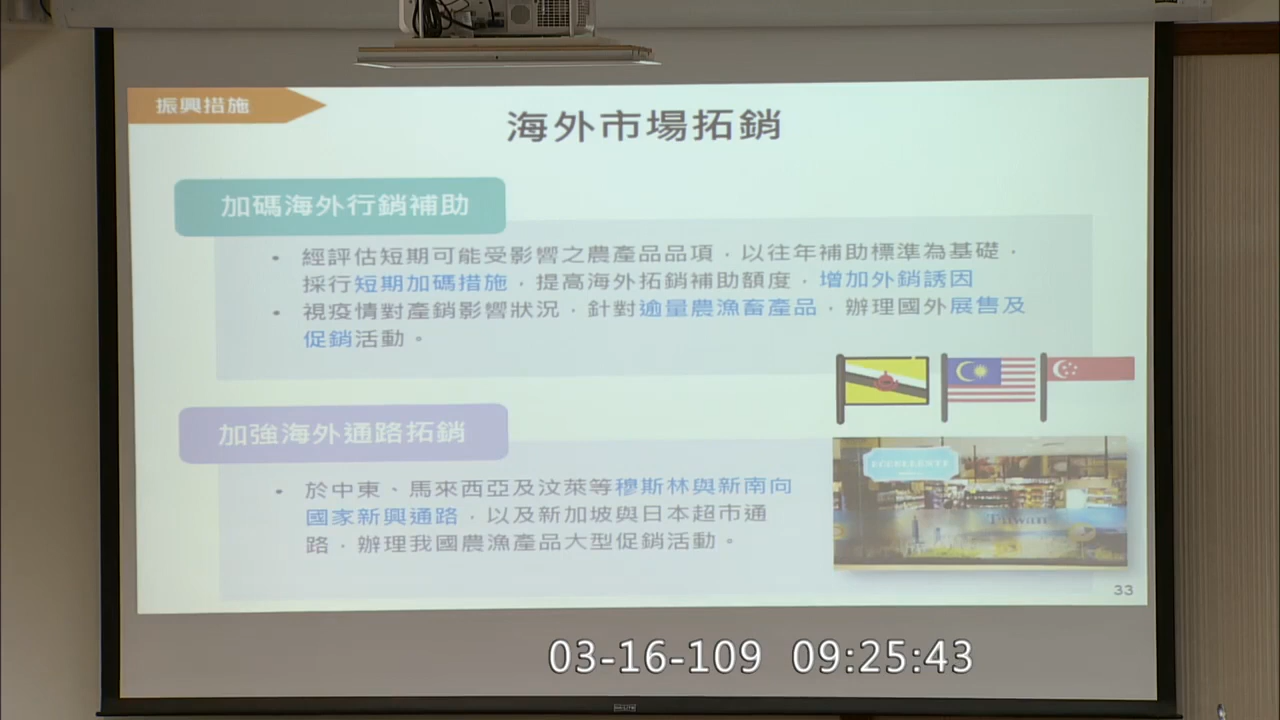 振興措施
海外市場拓銷
加碼海外行銷補助
• 經評估短期可能受影響之農產品品項，以往年補助標準為基礎，
採行短期加碼措施，提高海外拓銷補助額度，增加外銷誘因
• 視疫情對產銷影響狀況，針對逾量農漁畜產品，辦理國外展售及
促銷活動。
加強海外通路拓銷
• 於中東、馬來西亞及汶萊等穆斯林與新南向
國家新興通路，以及新加坡與日本超市通
路，辦理我國農漁產品大型促銷活動。
33
03-16-109 09:25:43